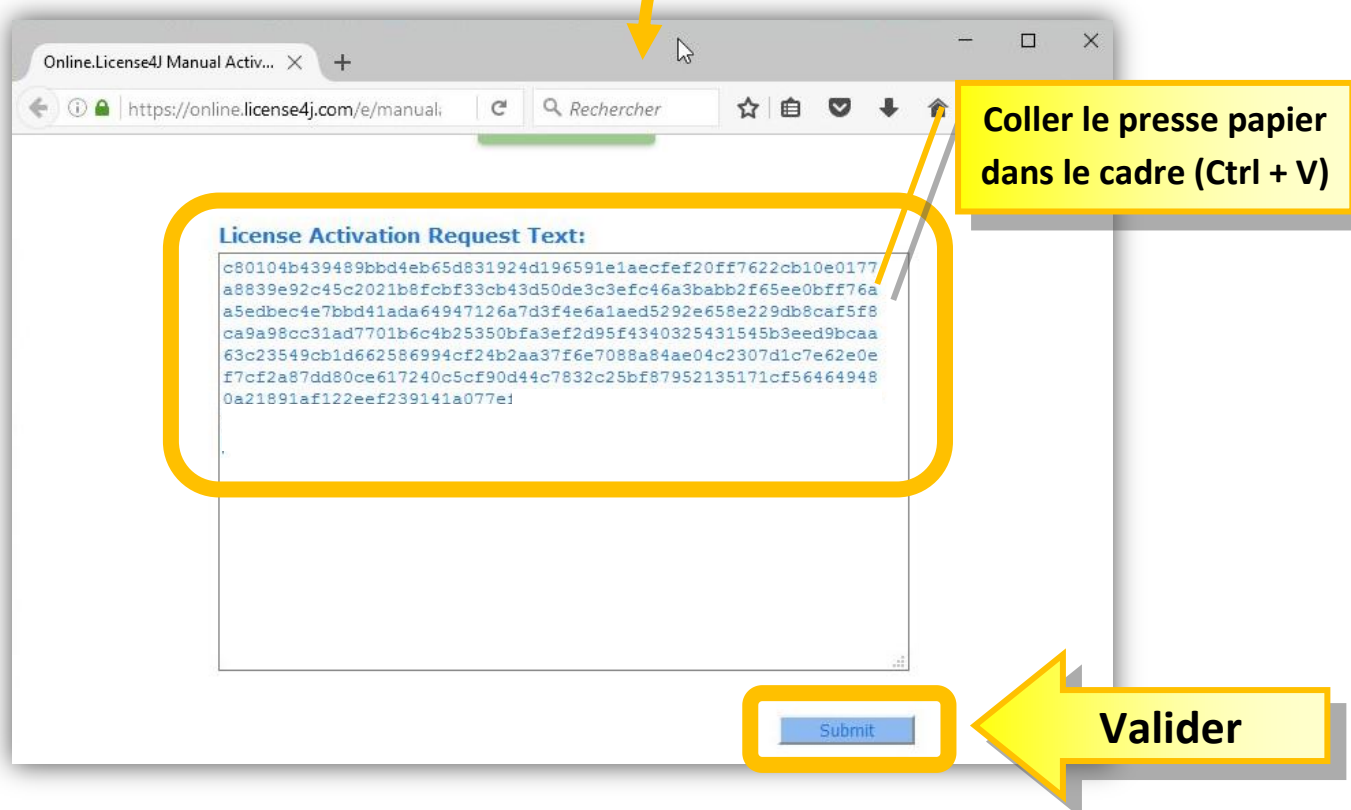 Online.License4J Manual Activ...
https://online.license4j.com/e/manual
Rechercher
Coller le presse papier
dans le cadre (Ctrl + V)
License Activation Request Text:
c80104b439489bbd4eb65d831924d196591e1aecfef20ff7622cb10e0177
a8839e92c45c2021b8fcbf33cb43d50de3c3efc46a3babb2f65ee0bff76a
a5edbec4e7bbd41ada64947126a7d3f4e6a1aed5292e658e229db8caf5f8
ca9a98cc31ad7701b6c4b25350bfa3ef2d95f4340325431545b3eed9bcaa
63c23549cb1d662586994cf24b2aa37f6e7088a84ae04c2307d1c7e62e0e
f7cf2a87dd80ce617240c5cf90d44c7832c25bf87952135171cf56464948
0a21891af122eef239141a077e
Submit
Valider